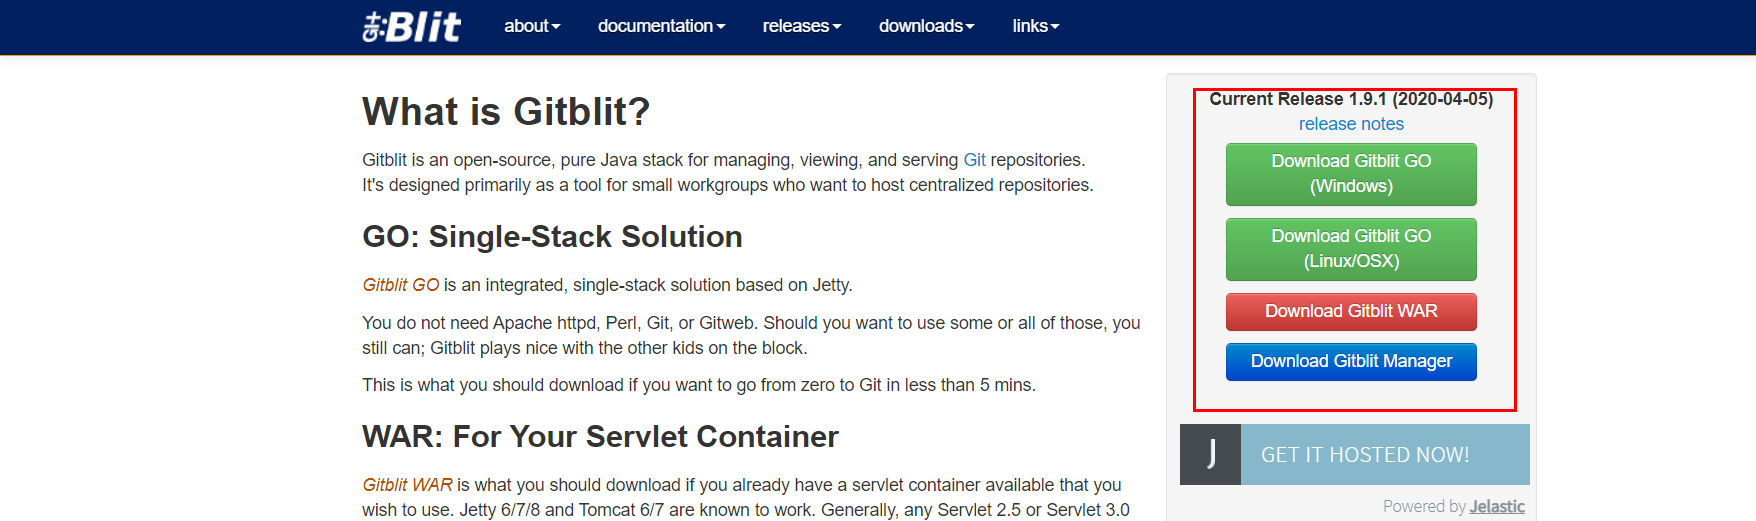 Blit
about
documentation
releases
downloads
links
What is Gitblit?
Gitblit is an open-source, pure Java stack for managing, viewing, and serving Git repositories.
It's designed primarily as a tool for small workgroups who want to host centralized repositories.
GO: Single-Stack Solution
Gitblit GO is an integrated, single-stack solution based on Jetty.
You do not need Apache httpd, Perl, Git, or Gitweb. Should you want to use some or all of those, you
still can; Gitblit plays nice with the other kids on the block.
This is what you should download if you want to go from zero to Git in less than 5 mins.
WAR: For Your Servlet Container
Gitblit WAR is what you should download if you already have a servlet container available that you
wish to use. Jetty 6/7/8 and Tomcat 6/7 are known to work. Generally, any Servlet 2.5 or Servlet 3.0
Current Release 1.9.1 (2020-04-05)
release notes
Download Gitblit GO
(Windows)
Download Gitblit GO
(Linux/OSX)
Download Gitblit WAR
Download Gitblit Manager
J
GET IT HOSTED NOW!
Powered by Jelastic